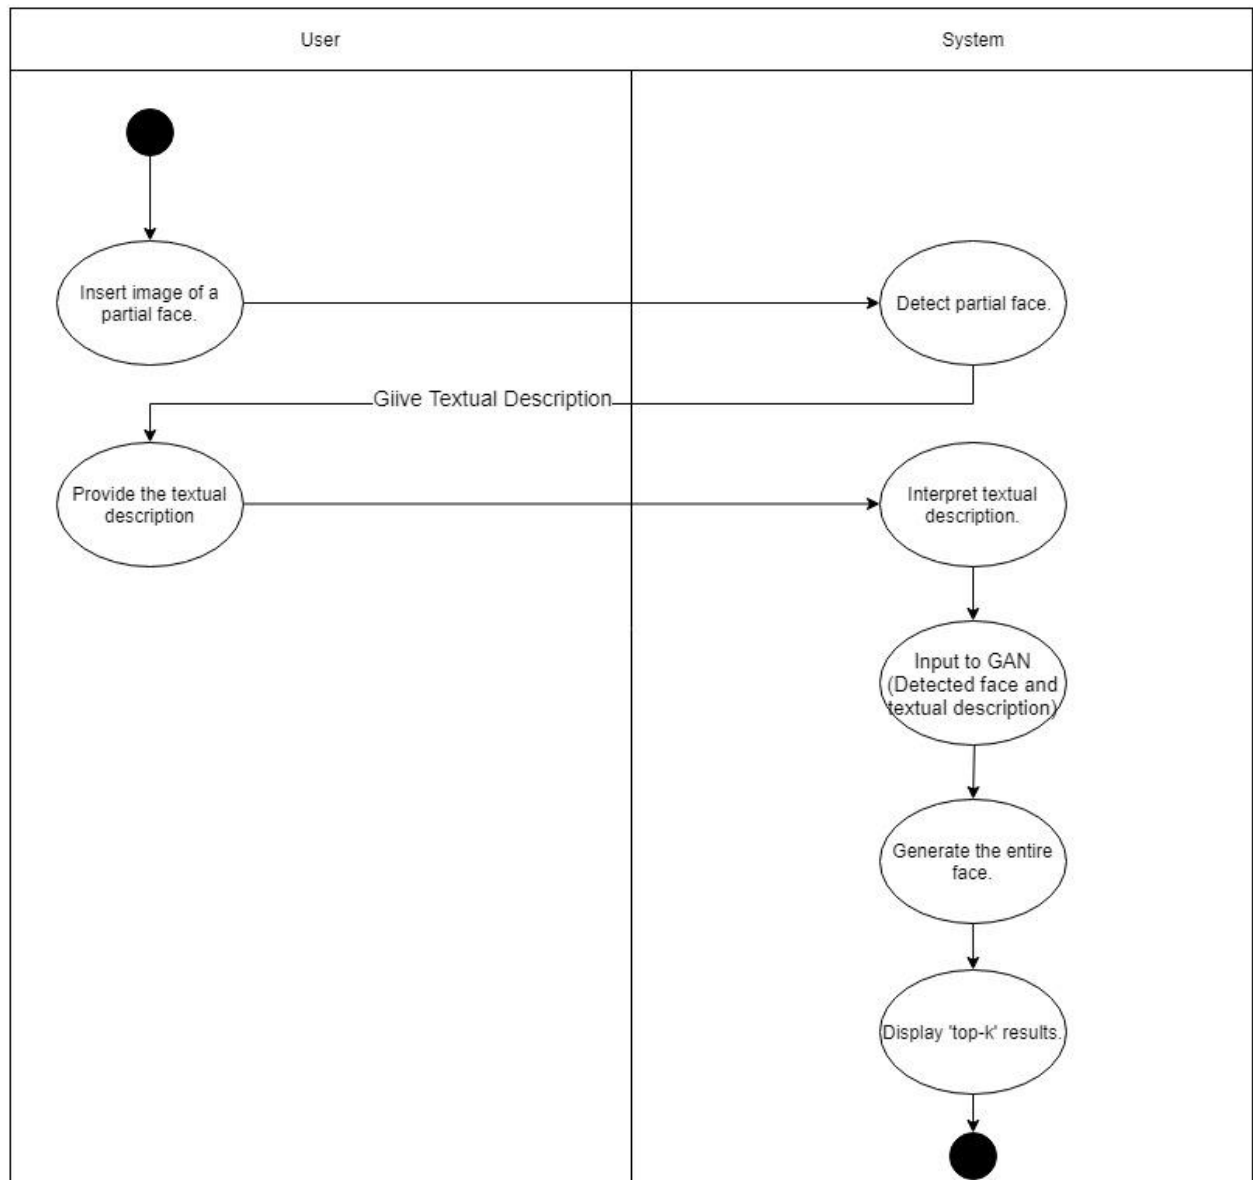 User
System
Insert image of a
partial face.
Detect partial face.
Giive Textual Description
Provide the textual
description
Interpret textual
description.
Input to GAN
(Detected face and
textual description)
Generate the entire
face.
Display 'top-k' results.